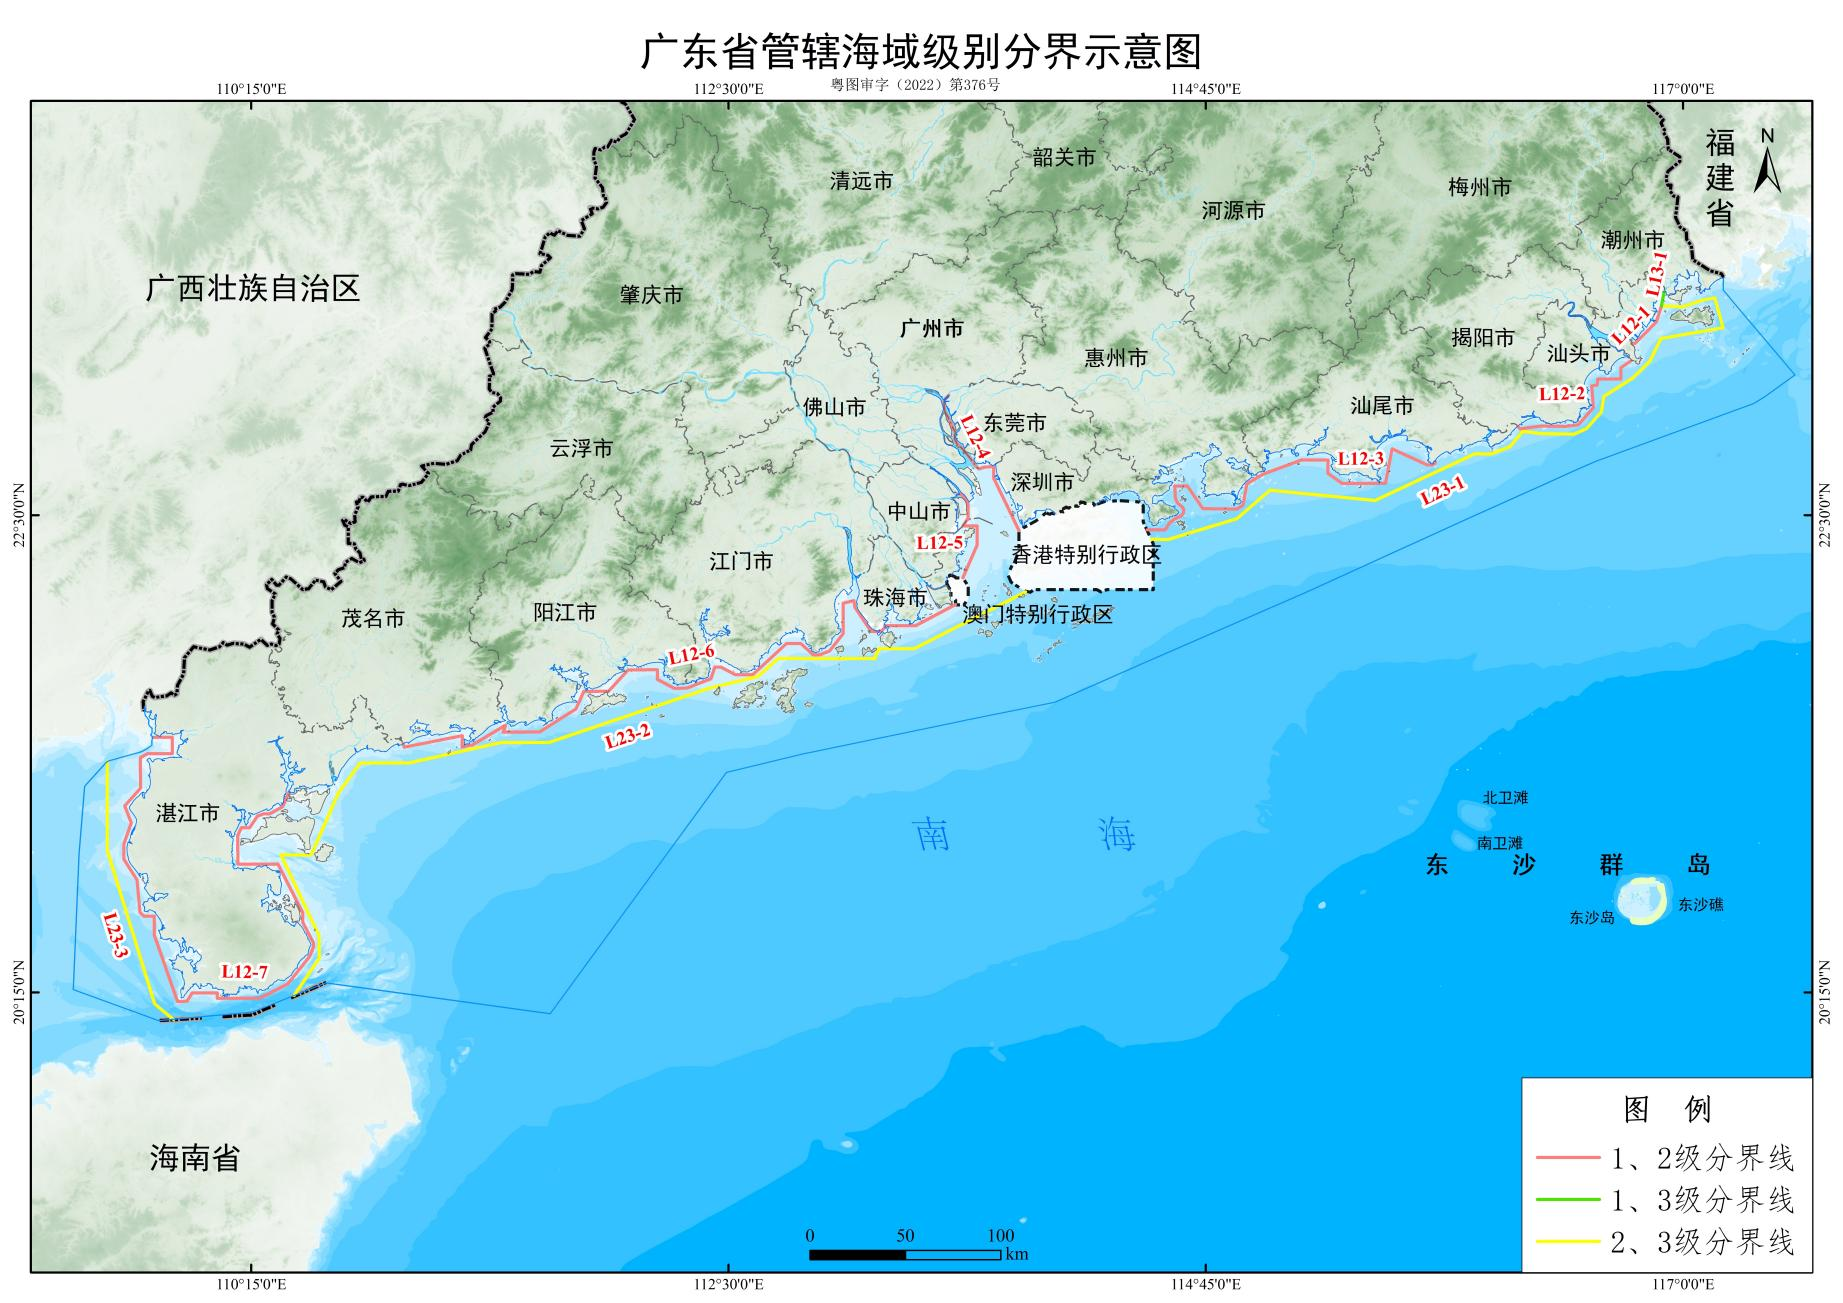 广东省管辖海域级别分界示意图
粤图审字（2022）第376号
110°15'0"E
112°30'0"E
114°45'0"E
117°0'0"E
福建省
N
韶关市
清远市
梅州市
河源市
潮州市
L13-1
广西壮族自治区
肇庆市
广州市
L12-1
揭阳市
汕头市
惠州市
L12-2
佛山市
汕尾市
东莞市
L12-4
云浮市
L12-3
深圳市
L23-1
22°30'0"N
22°30'0"N
中山市
L12-5
香港特别行政区
江门市
珠海市
澳门特别行政区
阳江市
茂名市
L12-6
L23-2
湛江市
北卫滩
南卫滩
南海
东沙群岛
东沙岛
东沙礁
L23-3
L12-7
20°15'0"N
20°15'0"N
海南省
图 例
1、2级分界线
1、3级分界线
2、3级分界线
0 50 100
km
110°15'0"E
112°30'0"E
114°45'0"E
117°0'0"E